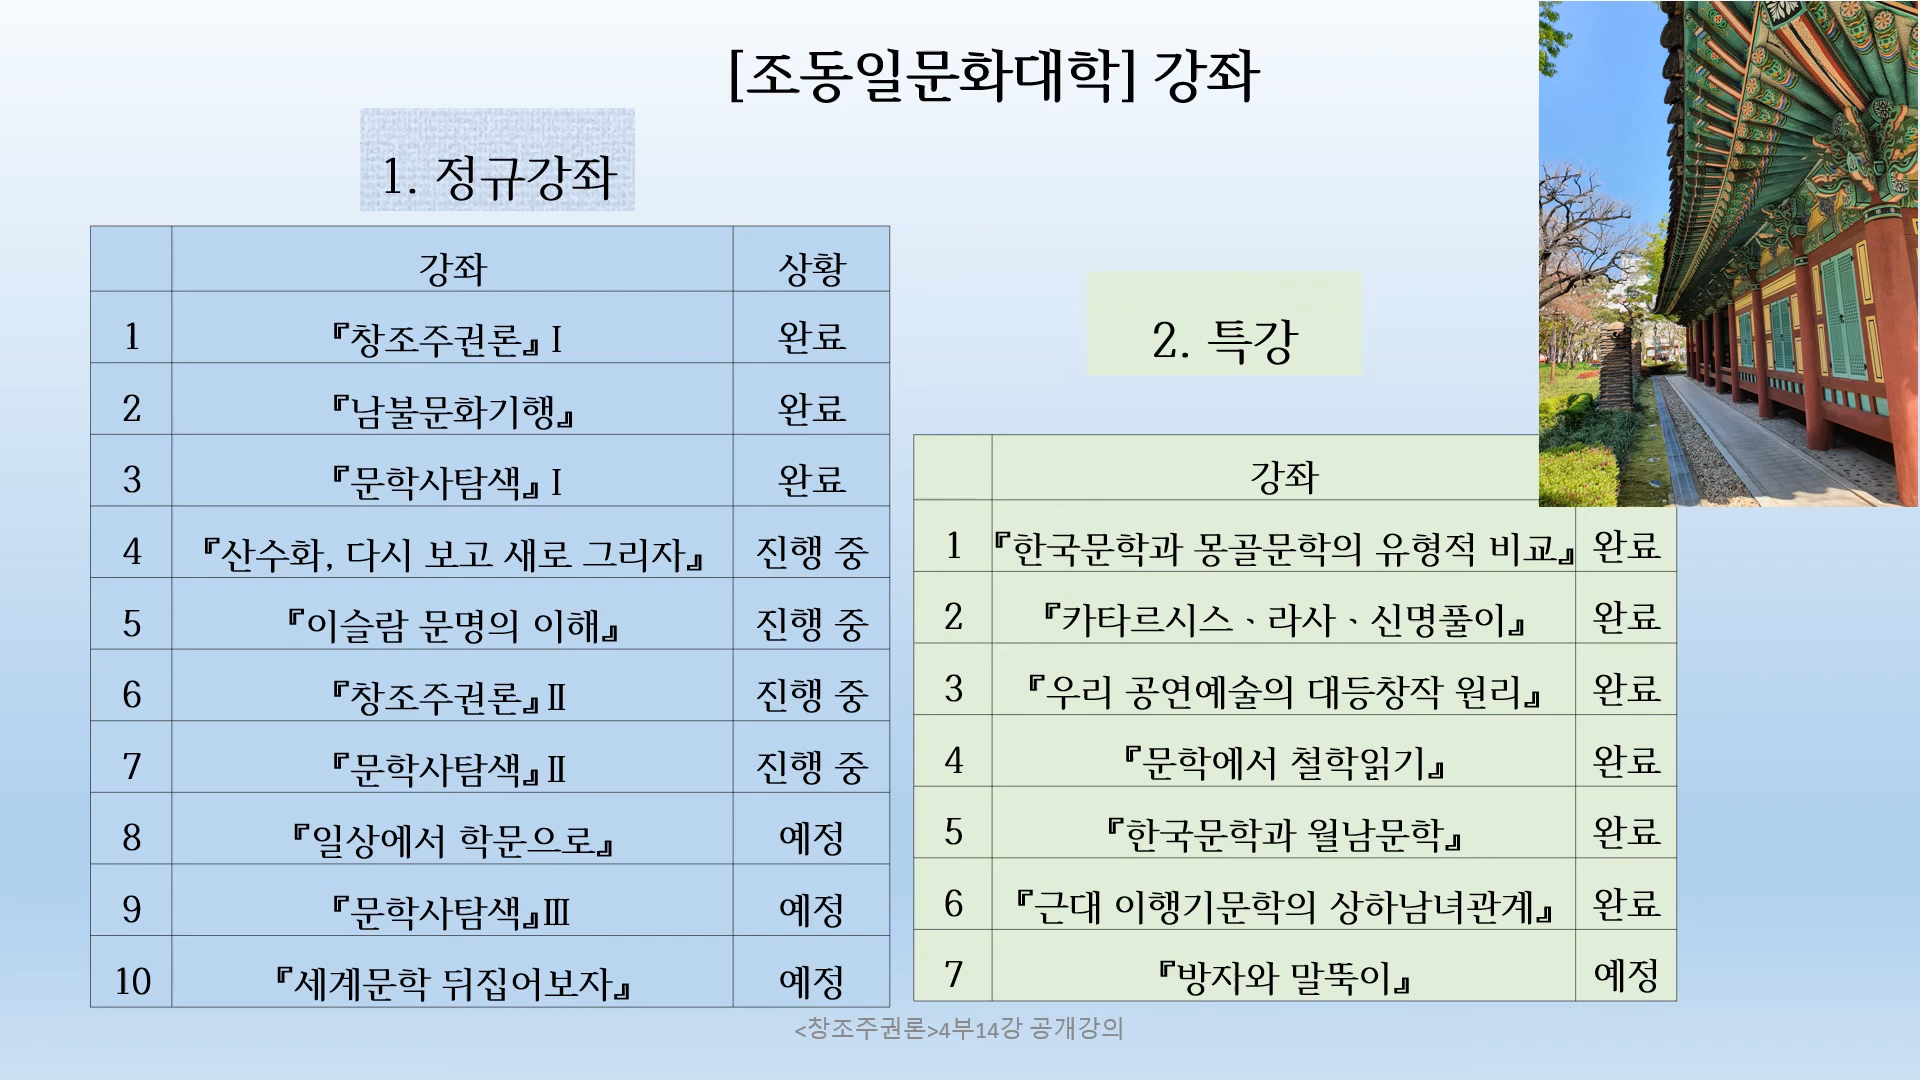 [조동일문화대학] 강좌
1. 정규강좌
강좌 상황
1 『창조주권론』Ⅰ 완료
2 『남불문화기행』 완료
3 『문학사탐색』Ⅰ 완료
4 『산수화, 다시 보고 새로 그리자』 진행 중
5 『이슬람 문명의 이해』 진행 중
6 『창조주권론』Ⅱ 진행 중
7 『문학사탐색』Ⅱ 진행 중
8 『일상에서 학문으로』 예정
9 『문학사탐색』Ⅲ 예정
10 『세계문학 뒤집어보자』 예정
2. 특강
강좌
1 『한국문학과 몽골문학의 유형적 비교』 완료
2 『카타르시스、라사、신명풀이』 완료
3 『우리 공연예술의 대등창작 원리』 완료
4 『문학에서 철학읽기』 완료
5 『한국문학과 월남문학』 완료
6 『근대 이행기문학의 상하남녀관계』 완료
7 『방자와 말뚝이』 예정
<창조주권론>4부14강 공개강의